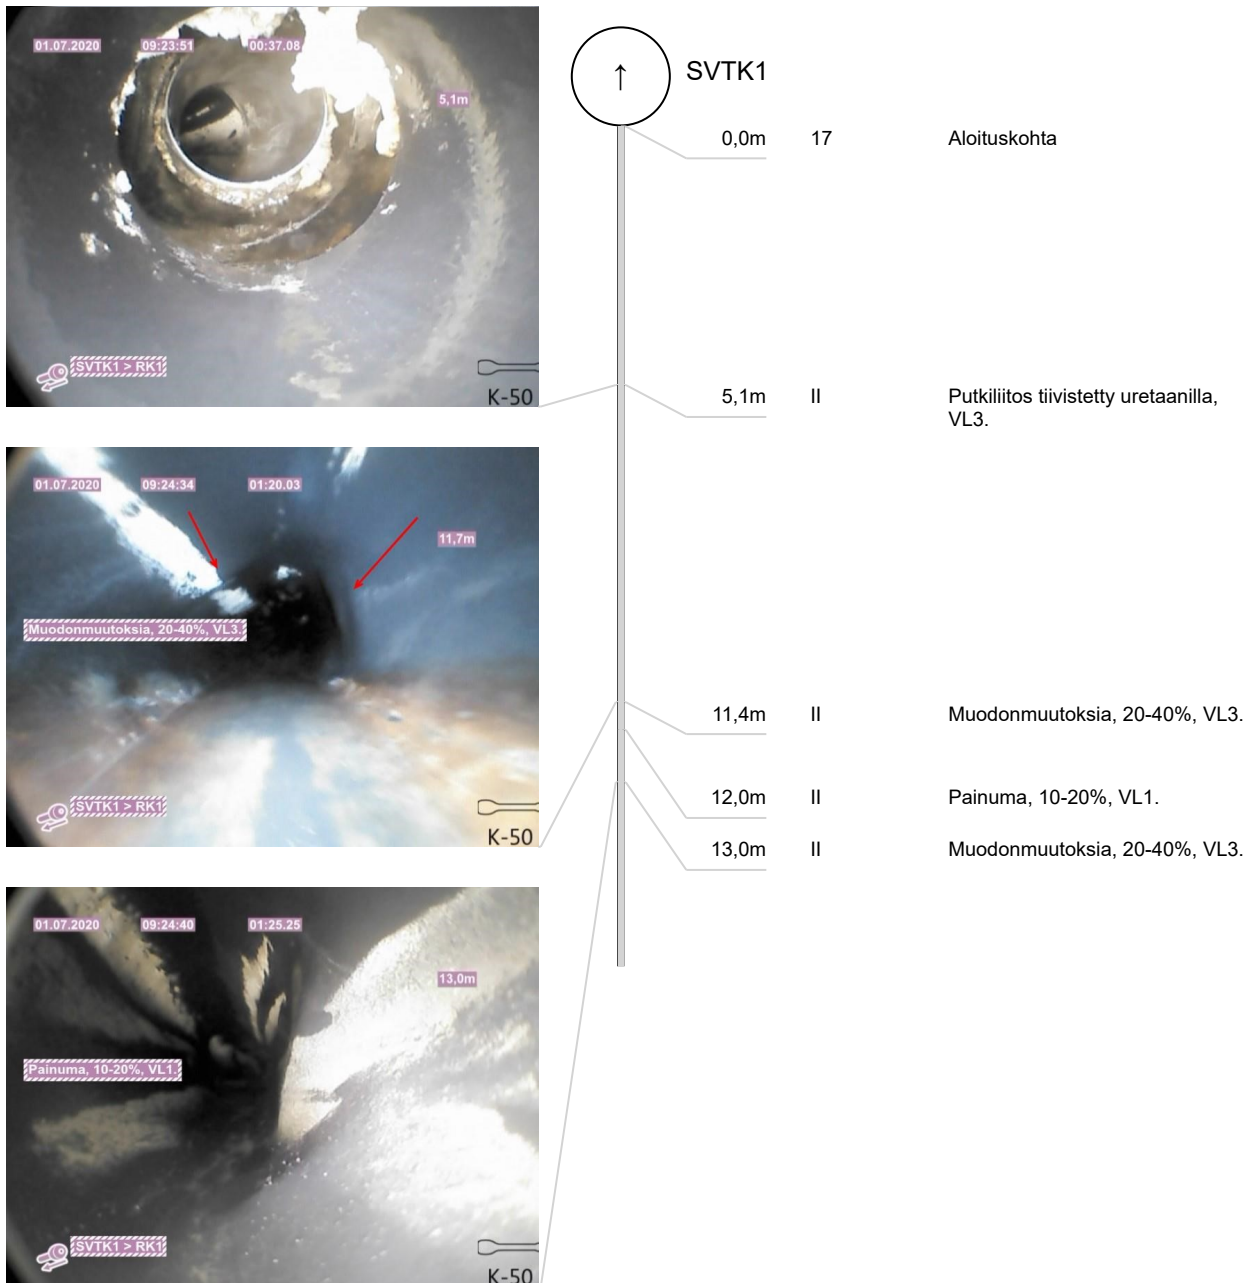 01.07.2020 09:23:51 00:37.08
5,1m
SVTK1 > RK1
K-50
01.07.2020 09:24:34 01:20.03
11,7m
Muodonmuutoksia, 20-40%, VL3.
SVTK1 > RK1
K-50
01.07.2020 09:24:40 01:25.25
13,0m
Painuma, 10-20%, VL1.
SVTK1 > RK1
K-50
↑ SVTK1
0,0m 17 Aloituskohta
5,1m II Putkiliitos tiivistetty uretaanilla,
VL3.
11,4m II Muodonmuutoksia, 20-40%, VL3.
12,0m II Painuma, 10-20%, VL1.
13,0m II Muodonmuutoksia, 20-40%, VL3.